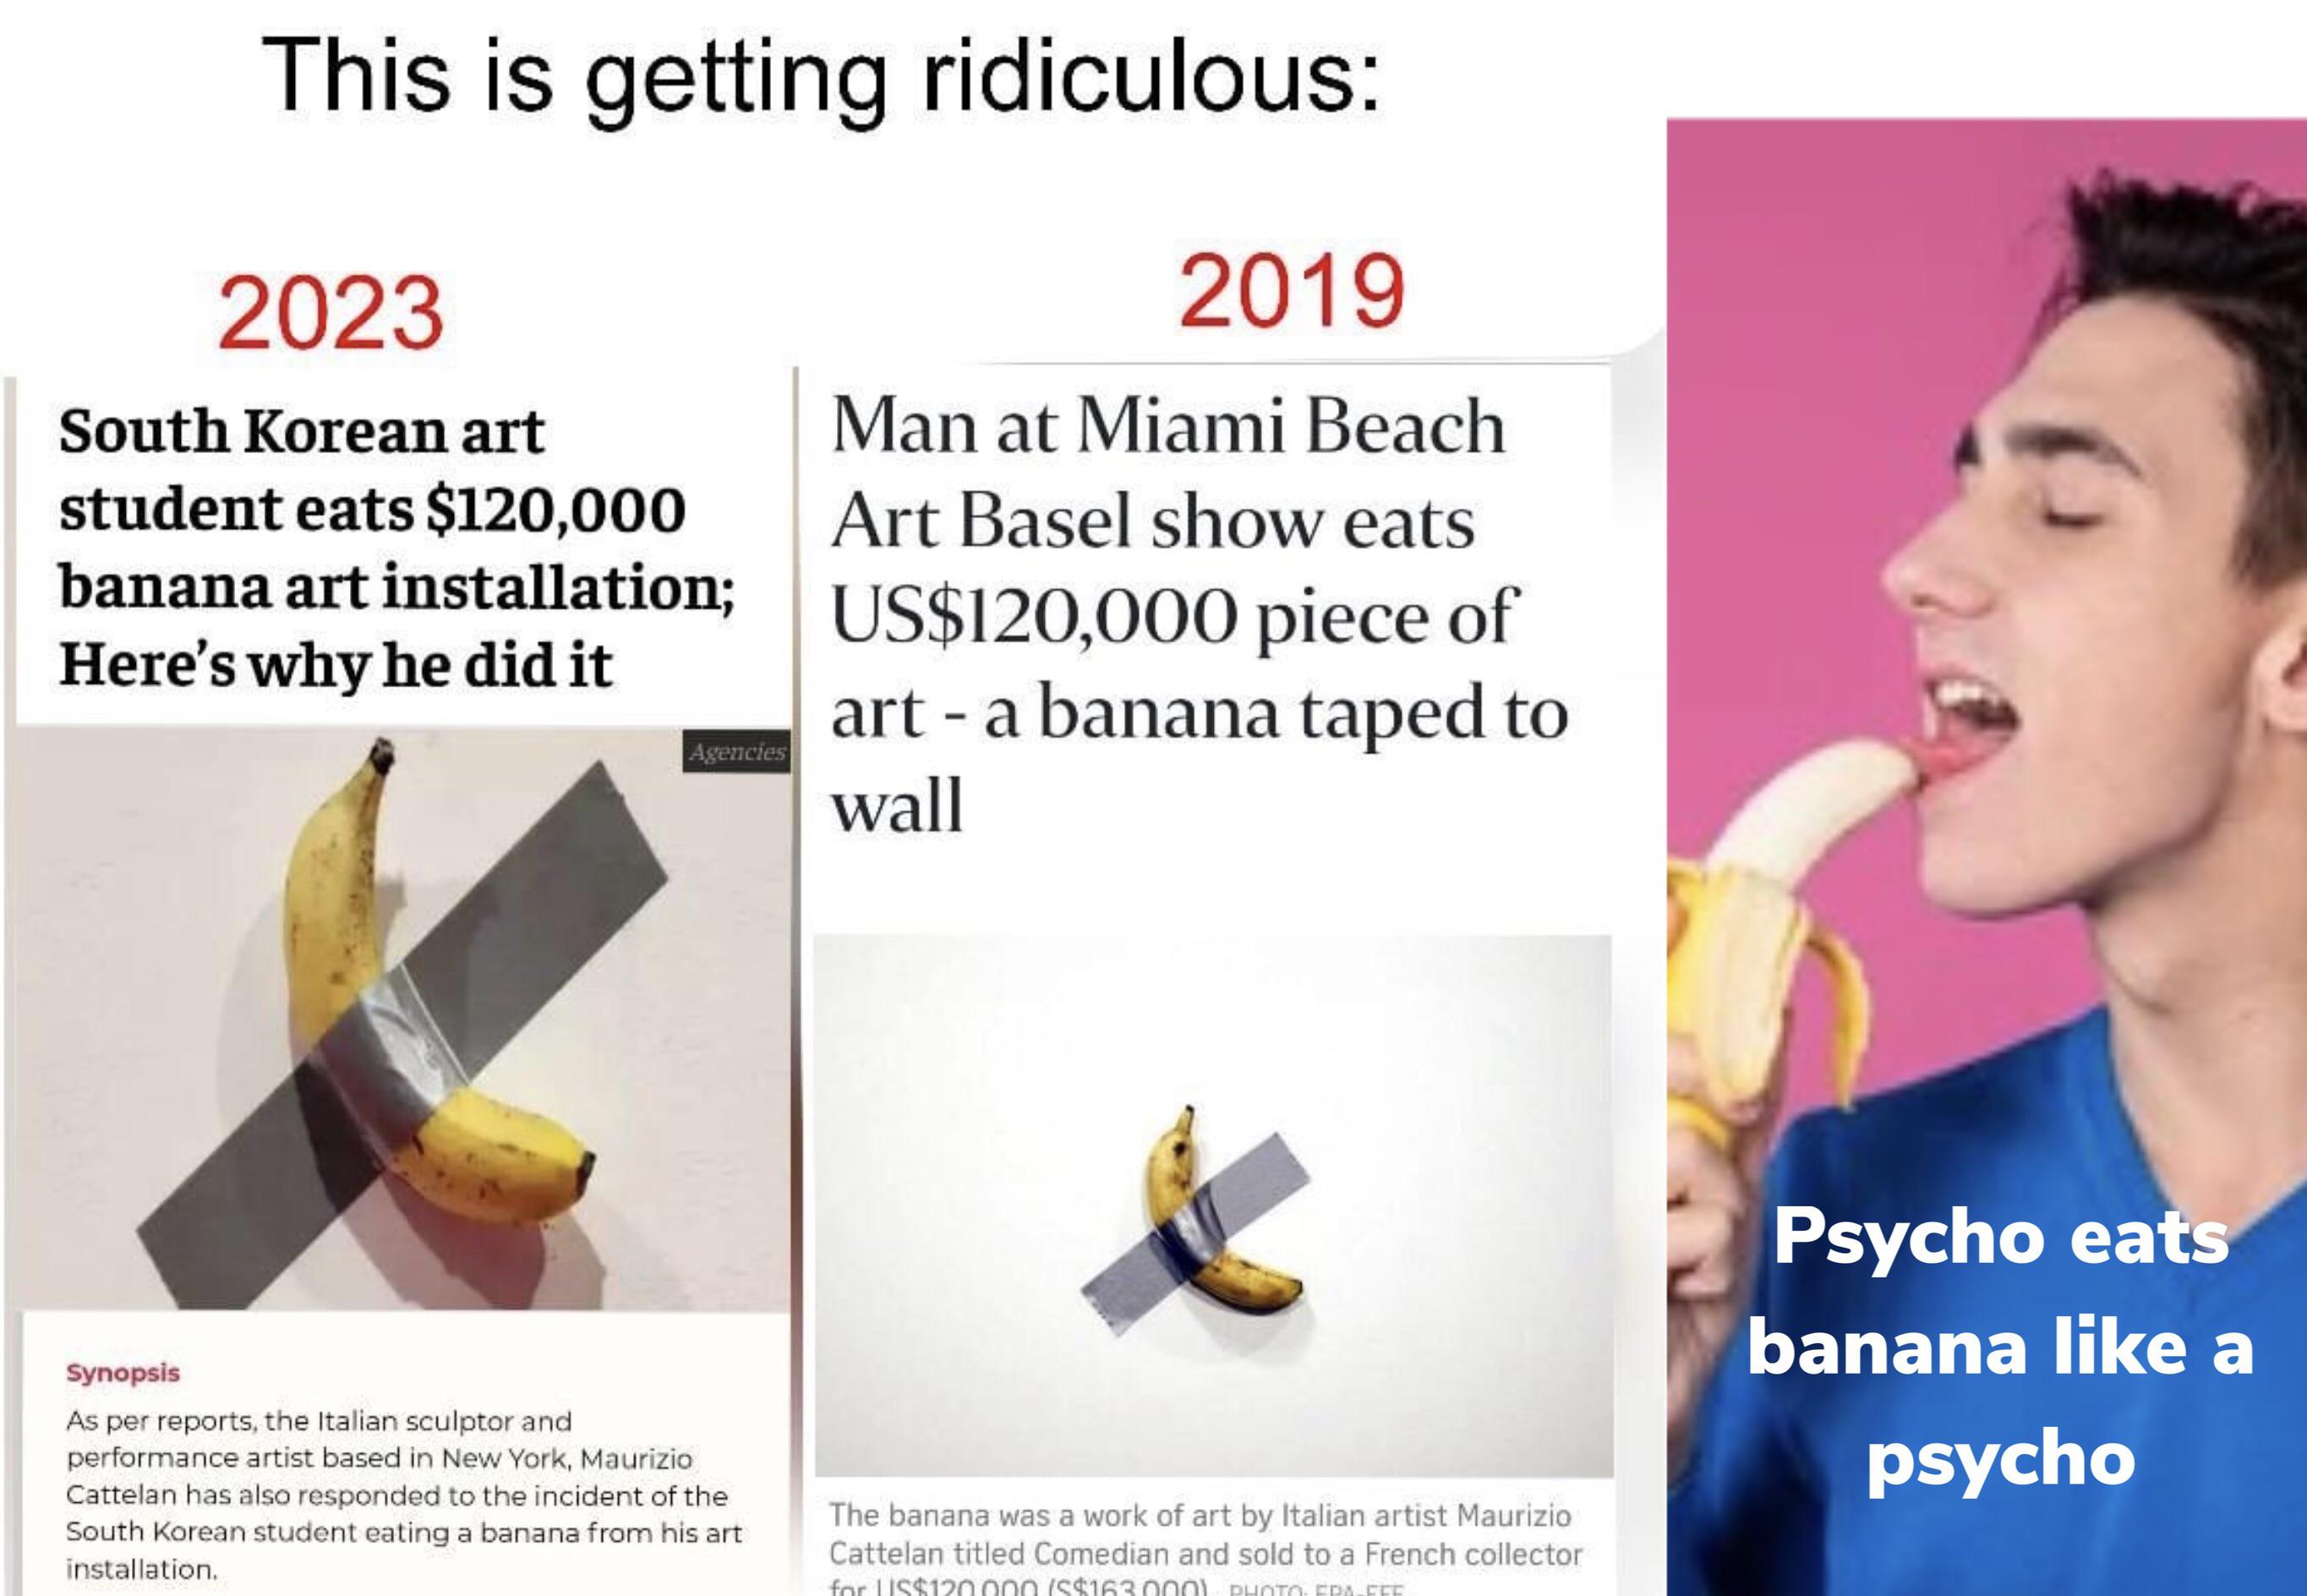 This is getting ridiculous:
2023
South Korean art
student eats $120,000
banana art installation;
Here's why he did it
Agencies
Synopsis
As per reports, the Italian sculptor and
performance artist based in New York, Maurizio
Cattelan has also responded to the incident of the
South Korean student eating a banana from his art
installation.
2019
Man at Miami Beach
Art Basel show eats
US$120,000 piece of
art - a banana taped to
wall
The banana was a work of art by Italian artist Maurizio
Cattelan titled Comedian and sold to a French collector
for US$120,000 (S$163,000). PHOTO: EPA-EFE
Psycho eats
banana like a
psycho